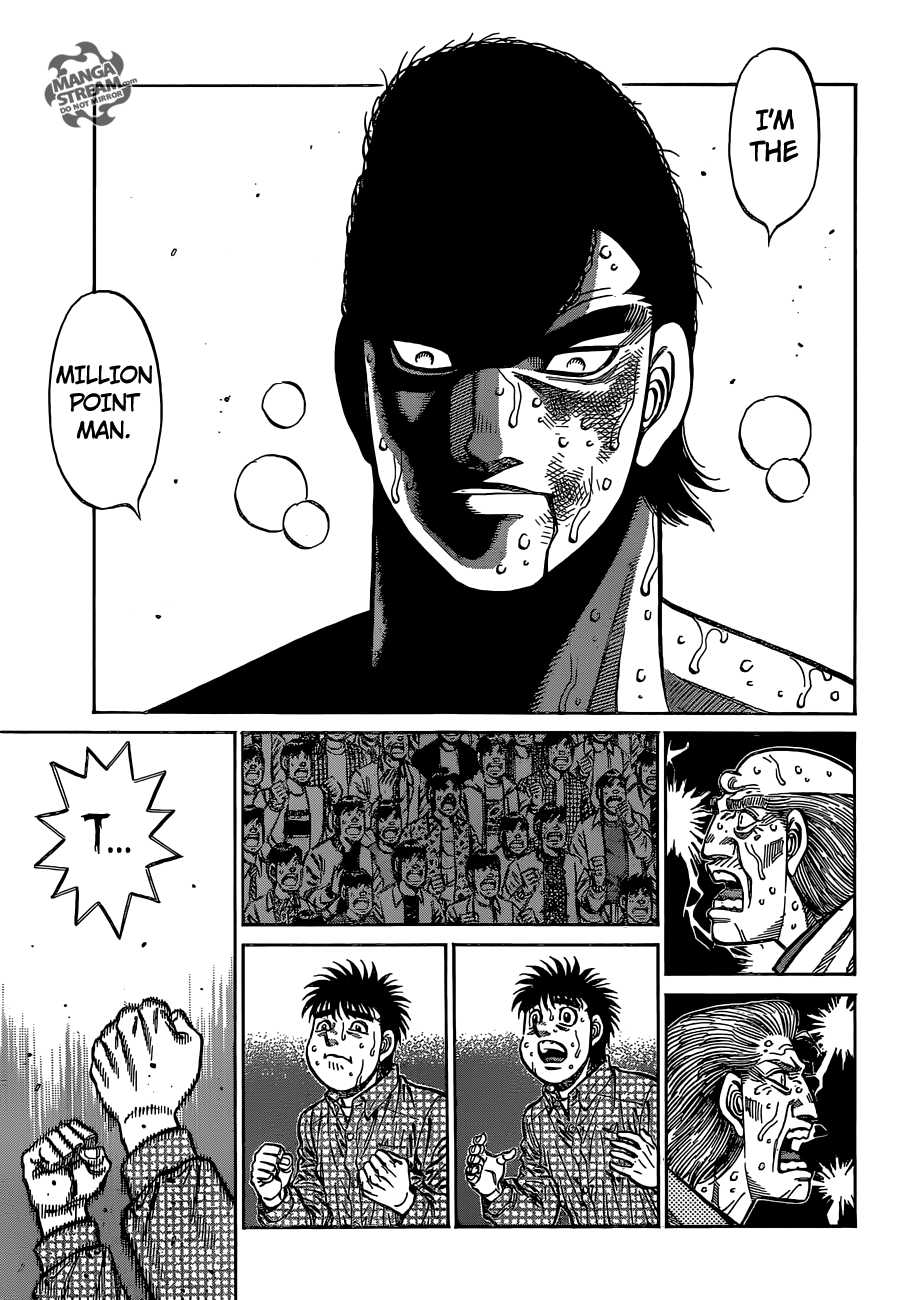 MANGA
STREAM.com
DO NOT MIRROR
I'M
THE
MILLION
POINT
MAN.
T...